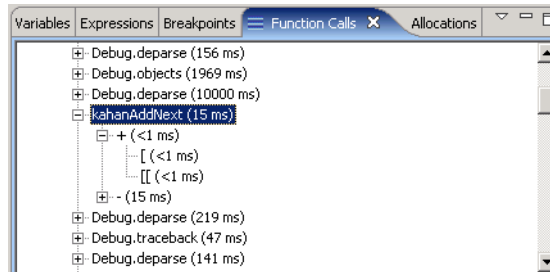 Variables Expressions Breakpoints Function Calls Allocations
Debug.deparse (156 ms)
Debug.objects (1969 ms)
Debug.deparse (10000 ms)
kahanAddNext (15 ms)
+ (<1 ms)
[ (<1 ms)
[[ (<1 ms)
- (15 ms)
Debug.deparse (219 ms)
Debug.traceback (47 ms)
Debug.deparse (141 ms)